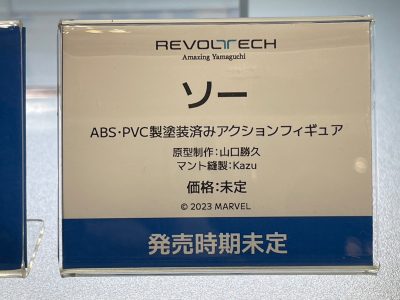 REVOLTECH
Amazing Yamaguchi
ソー
ABS・PVC製塗装済みアクションフィギュア
原型制作：山口勝久
マント縫製：Kazu
価格：未定
© 2023 MARVEL
発売時期未定